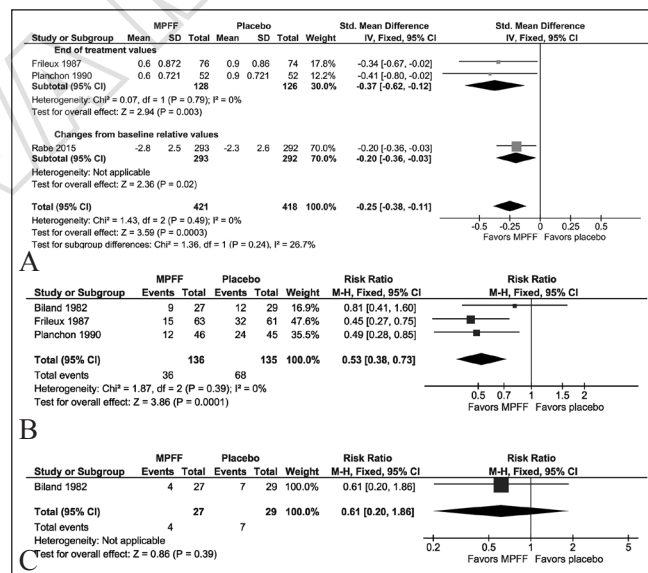 MPFF Placebo Std. Mean Difference Std. Mean Difference
Study or Subgroup Mean SD Total Mean SD Total Weight IV, Fixed, 95% CI IV, Fixed, 95% CI
End of treatment values
Frileux 1987 0.6 0.872 76 0.9 0.86 74 17.8% -0.34 (-0.67, -0.02]
Planchon 1990 0.6 0.721 52 0.9 0.721 52 12.2% -0.41 (-0.80, -0.02]
Subtotal (95% CI) 128 126 30.0% -0.37 (-0.62, -0.12)
Heterogeneity: Chi² = 0.07, df = 1 (P = 0.79); I² = 0%
Test for overall effect: Z = 2.94 (P = 0.003)
Changes from baseline relative values
Rabe 2015 -2.8 2.5 293 -2.3 2.6 292 70.0% -0.20 (-0.36, -0.03]
Subtotal (95% CI) 293 292 70.0% -0.20 (-0.36, -0.03]
Heterogeneity: Not applicable
Test for overall effect: Z = 2.36 (P = 0.02)
Total (95% CI) 421 418 100.0% -0.25 (-0.38, -0.11]
Heterogeneity: Chi² = 1.43, df = 2 (P = 0.49); I² = 0%
Test for overall effect: Z = 3.59 (P = 0.0003)
Test for subgroup differences: Chi² = 1.36, df = 1 (P = 0.24), I² = 26.7%
-0.5 -0.25 0 0.25 0.5
Favors MPFF Favors placebo
A
MPFF Placebo Risk Ratio Risk Ratio
Study or Subgroup Events Total Events Total Weight M-H, Fixed, 95% CI M-H, Fixed, 95% CI
Biland 1982 9 27 12 29 16.9% 0.81 [0.41, 1.60]
Frileux 1987 15 63 32 61 47.6% 0.45 [0.27, 0.75]
Planchon 1990 12 46 24 45 35.5% 0.49 [0.28, 0.85]
Total (95% CI) 136 135 100.0% 0.53 [0.38, 0.73]
Total events 36 68
Heterogeneity: Chi² = 1.87, df = 2 (P = 0.39); I² = 0%
Test for overall effect: Z = 3.86 (P = 0.0001)
0.5 0.7 1 1.5 2
Favors MPFF Favors placebo
B
MPFF Placebo Risk Ratio Risk Ratio
Study or Subgroup Events Total Events Total Weight M-H, Fixed, 95% CI M-H, Fixed, 95% CI
Biland 1982 4 27 7 29 100.0% 0.61 [0.20, 1.86]
Total (95% CI) 27 29 100.0% 0.61 [0.20, 1.86]
Total events 4 7
Heterogeneity: Not applicable
Test for overall effect: Z = 0.86 (P = 0.39)
0.2 0.5 1 2 5
Favors MPFF Favors placebo
C